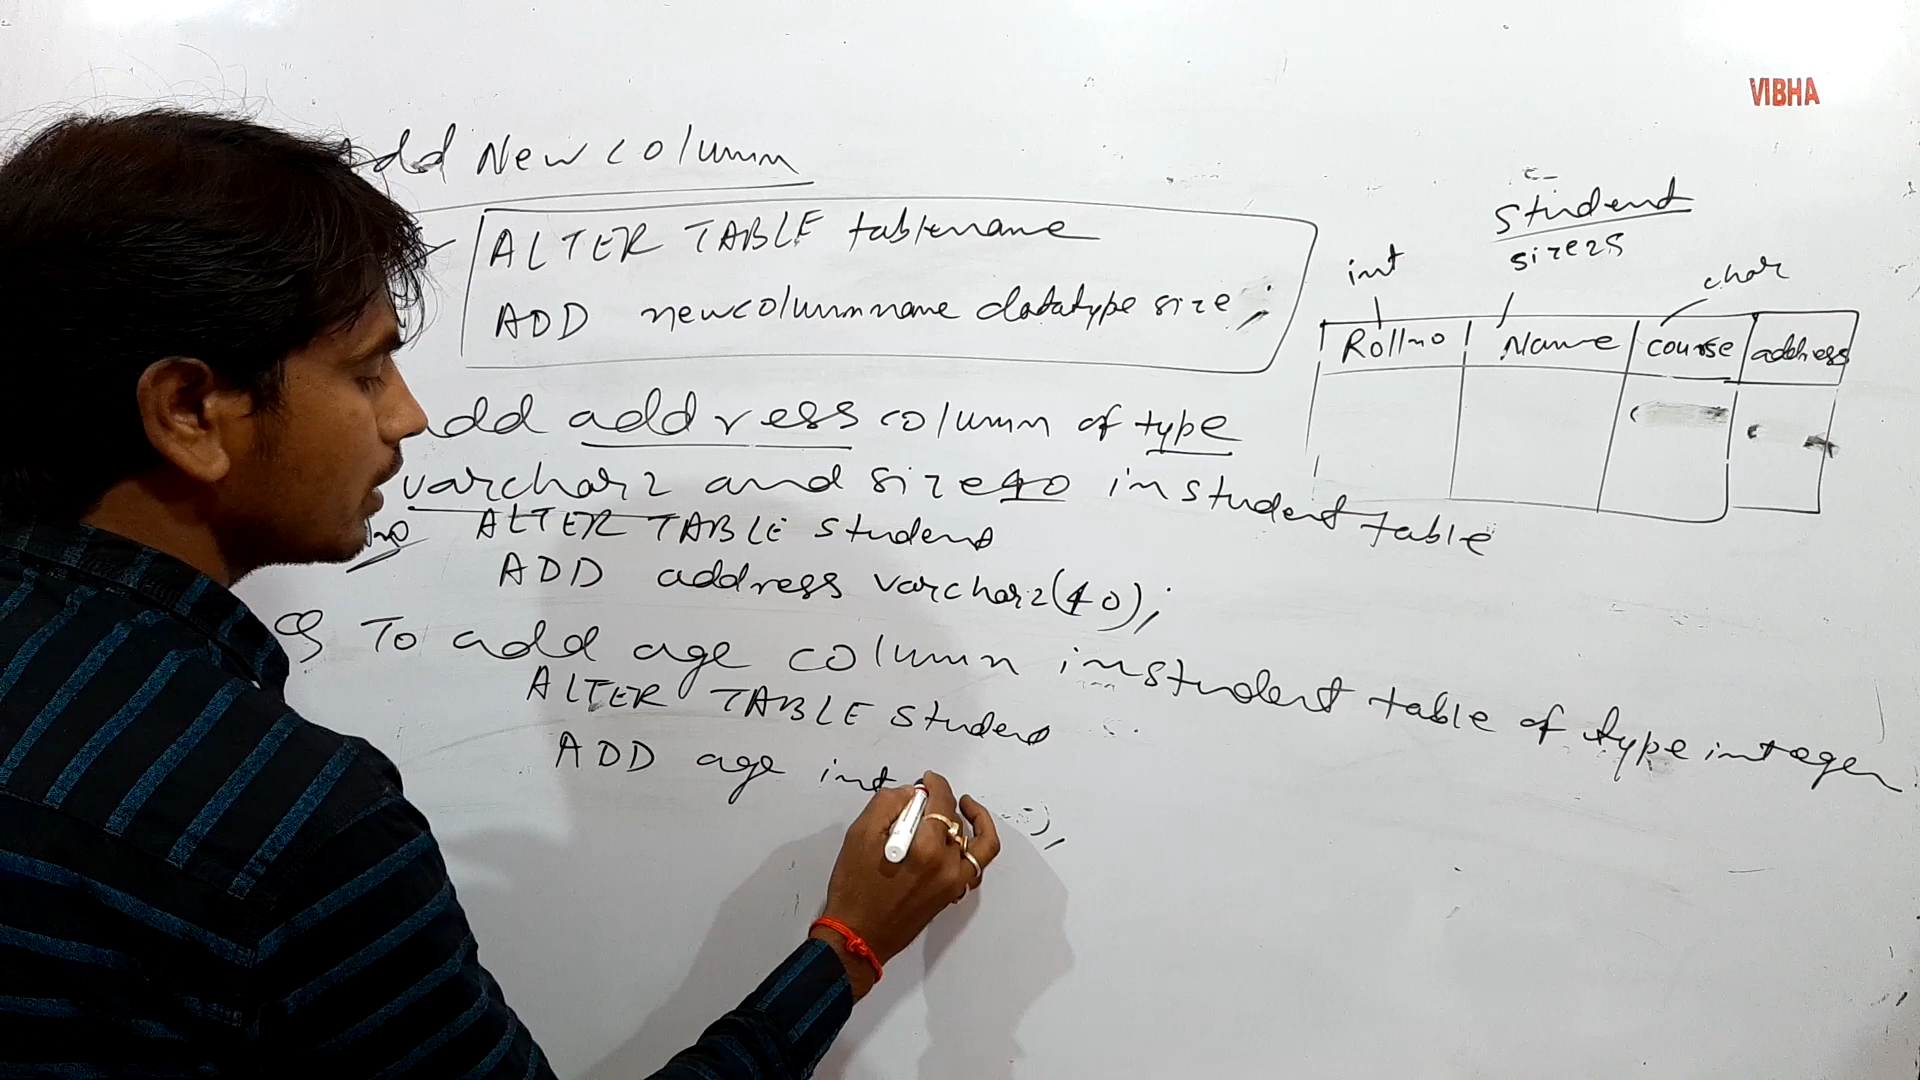 VIBHA
Add New column
ALTER TABLE tablename
ADD newcolumnname datatype size;
add address column of type
varchar2 and size 40 in student table
ALTER TABLE student
ADD address varchar2(40);
Q To add age column in student table of type integer
ALTER TABLE student
ADD age int
student
size25
int
char
Rollno Name course address